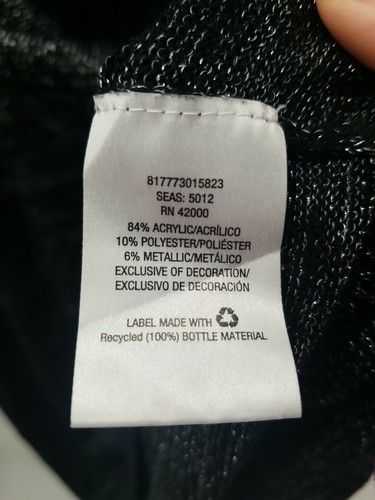 817773015823
SEAS: 5012
RN 42000
84% ACRYLIC/ACRÍLICO
10% POLYESTER/POLIÉSTER
6% METALLIC/METÁLICO
EXCLUSIVE OF DECORATION/
EXCLUSIVO DE DECORACIÓN
LABEL MADE WITH
Recycled (100%) BOTTLE MATERIAL